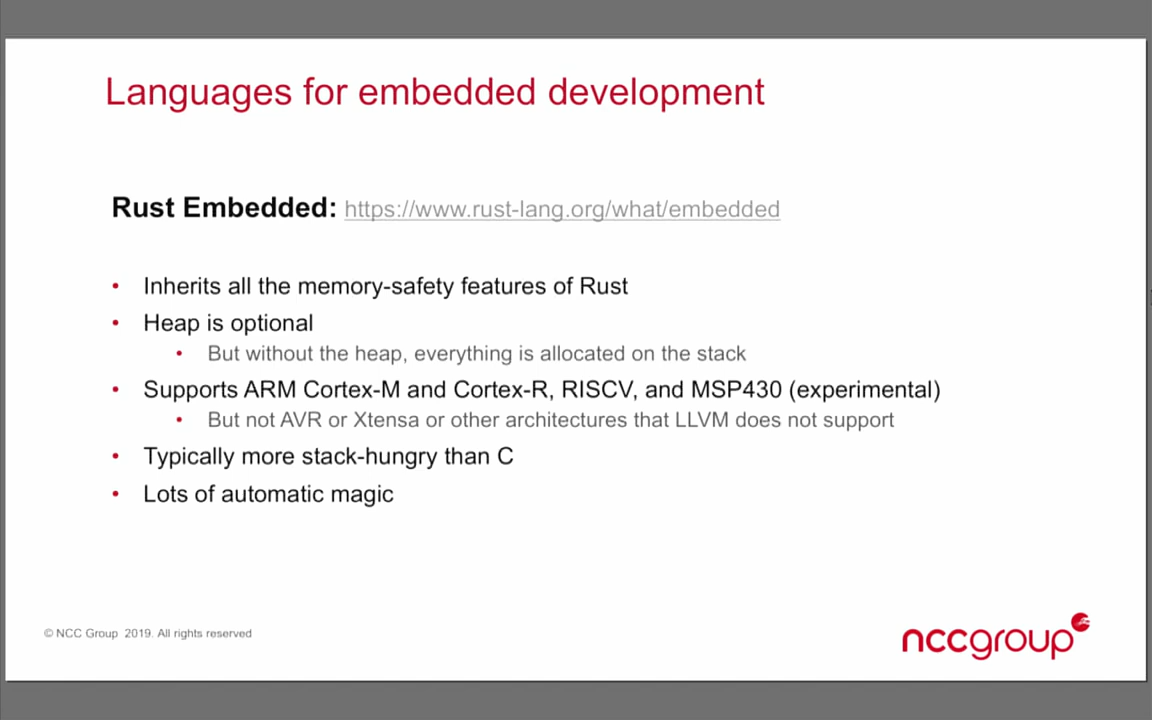 Languages for embedded development
Rust Embedded: https://www.rust-lang.org/what/embedded
• Inherits all the memory-safety features of Rust
• Heap is optional
• But without the heap, everything is allocated on the stack
• Supports ARM Cortex-M and Cortex-R, RISCV, and MSP430 (experimental)
• But not AVR or Xtensa or other architectures that LLVM does not support
• Typically more stack-hungry than C
• Lots of automatic magic
© NCC Group 2019. All rights reserved
nccgroup